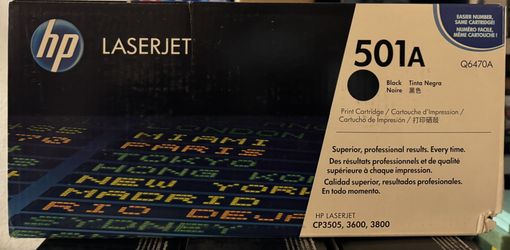 hp
LASERJET
501A
EASIER NUMBER,
SAME CARTRIDGE!
NUMÉRO FACILE,
MÊME CARTOUCHE!
Q6470A
Black Tinta Negra
Noire 黑色
Print Cartridge / Cartouche d'Impression /
Cartucho de Impresión / 打印硒鼓
Superior, professional results. Every time.
Des résultats professionnels et de qualité
supérieure à chaque impression.
Calidad superior, resultados profesionales.
En todo momento.
HP LASERJET
CP3505, 3600, 3800
MIAMI
PARIS
TOKYO
NEW YORK
MADRID
RIO DE JA